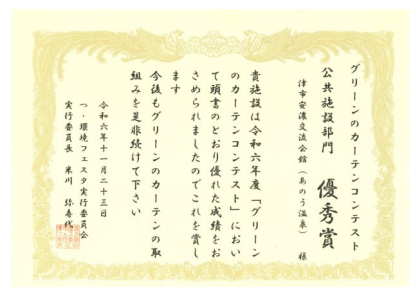 グリーンのカーテンコンテスト
公共施設部門 優秀賞
津市安濃交流会館（あのう温泉） 様
貴施設は令和六年度「グリーン
のカーテンコンテスト」におい
て頭書のとおり優れた成績をお
さめられましたのでこれを賞し
ます
今後もグリーンのカーテンの取
組みを是非続けて下さい
令和六年十一月二十三日
つ・環境フェスタ実行委員会
実行委員長 米川 弥寿代